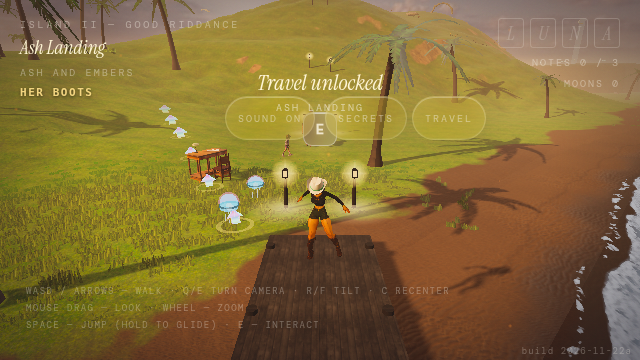 ISLAND II — GOOD RIDDANCE
Ash Landing
ASH AND EMBERS
HER BOOTS
LUNA
NOTES 0 / 3
MOONS 0
Travel unlocked
ASH LANDING
SOUND ON
SECRETS
TRAVEL
E
WASD / ARROWS — WALK · Q/E TURN CAMERA · R/F TILT · C RECENTER
MOUSE DRAG — LOOK · WHEEL — ZOOM
SPACE — JUMP (HOLD TO GLIDE) · E — INTERACT
build